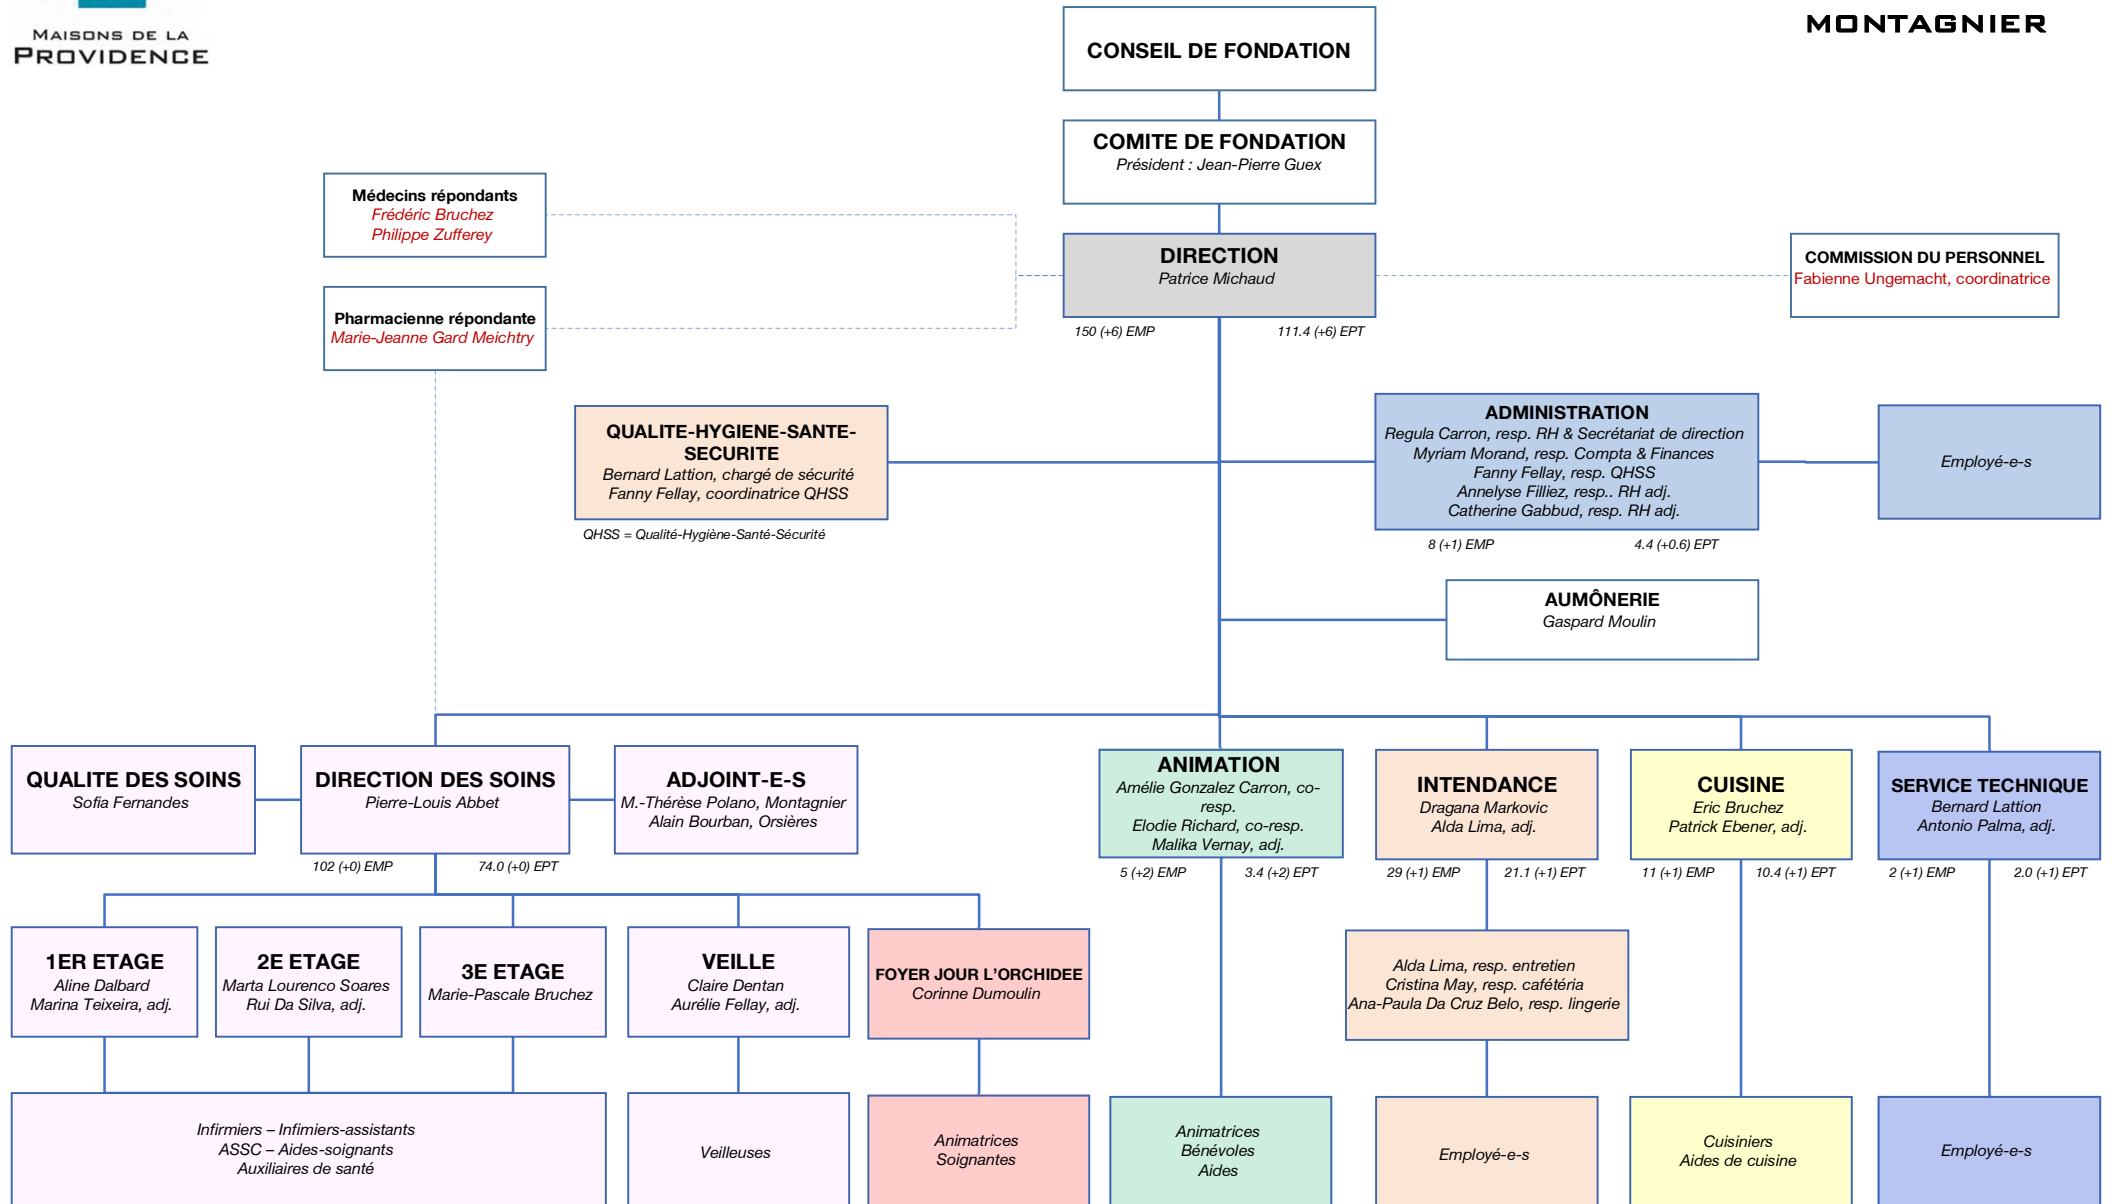 MAISONS DE LA
PROVIDENCE
MONTAGNIER
CONSEIL DE FONDATION
COMITE DE FONDATION
Président : Jean-Pierre Guex
Médecins répondants
Frédéric Bruchez
Philippe Zufferey
DIRECTION
Patrice Michaud
COMMISSION DU PERSONNEL
Fabienne Ungemacht, coordinatrice
Pharmacienne répondante
Marie-Jeanne Gard Meichtry
150 (+6) EMP
111.4 (+6) EPT
QUALITE-HYGIENE-SANTE-
SECURITE
Bernard Lattion, chargé de sécurité
Fanny Fellay, coordinatrice QHSS
QHSS = Qualité-Hygiène-Santé-Sécurité
ADMINISTRATION
Regula Carron, resp. RH & Secrétariat de direction
Myriam Morand, resp. Compta & Finances
Fanny Fellay, resp. QHSS
Annelyse Filliez, resp.. RH adj.
Catherine Gabbud, resp. RH adj.
8 (+1) EMP
4.4 (+0.6) EPT
Employé-e-s
AUMÔNERIE
Gaspard Moulin
QUALITE DES SOINS
Sofia Fernandes
DIRECTION DES SOINS
Pierre-Louis Abbet
102 (+0) EMP
74.0 (+0) EPT
ADJOINT-E-S
M.-Thérèse Polano, Montagnier
Alain Bourban, Orsières
ANIMATION
Amélie Gonzalez Carron, co-
resp.
Elodie Richard, co-resp.
Malika Vernay, adj.
5 (+2) EMP
3.4 (+2) EPT
INTENDANCE
Dragana Markovic
Alda Lima, adj.
29 (+1) EMP
21.1 (+1) EPT
CUISINE
Eric Bruchez
Patrick Ebener, adj.
11 (+1) EMP
10.4 (+1) EPT
SERVICE TECHNIQUE
Bernard Lattion
Antonio Palma, adj.
2 (+1) EMP
2.0 (+1) EPT
1ER ETAGE
Aline Dalbard
Marina Teixeira, adj.
2E ETAGE
Marta Lourenco Soares
Rui Da Silva, adj.
3E ETAGE
Marie-Pascale Bruchez
VEILLE
Claire Dentan
Aurélie Fellay, adj.
FOYER JOUR L'ORCHIDEE
Corinne Dumoulin
Alda Lima, resp. entretien
Cristina May, resp. cafétéria
Ana-Paula Da Cruz Belo, resp. lingerie
Infirmiers – Infimiers-assistants
ASSC – Aides-soignants
Auxiliaires de santé
Veilleuses
Animatrices
Soignantes
Animatrices
Bénévoles
Aides
Employé-e-s
Cuisiniers
Aides de cuisine
Employé-e-s